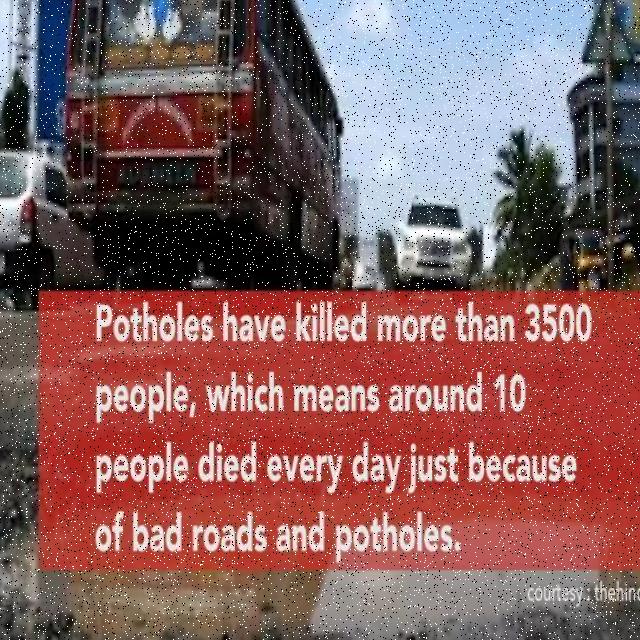 Potholes have killed more than 3500
people, which means around 10
people died every day just because
of bad roads and potholes.
courtesy : thehind